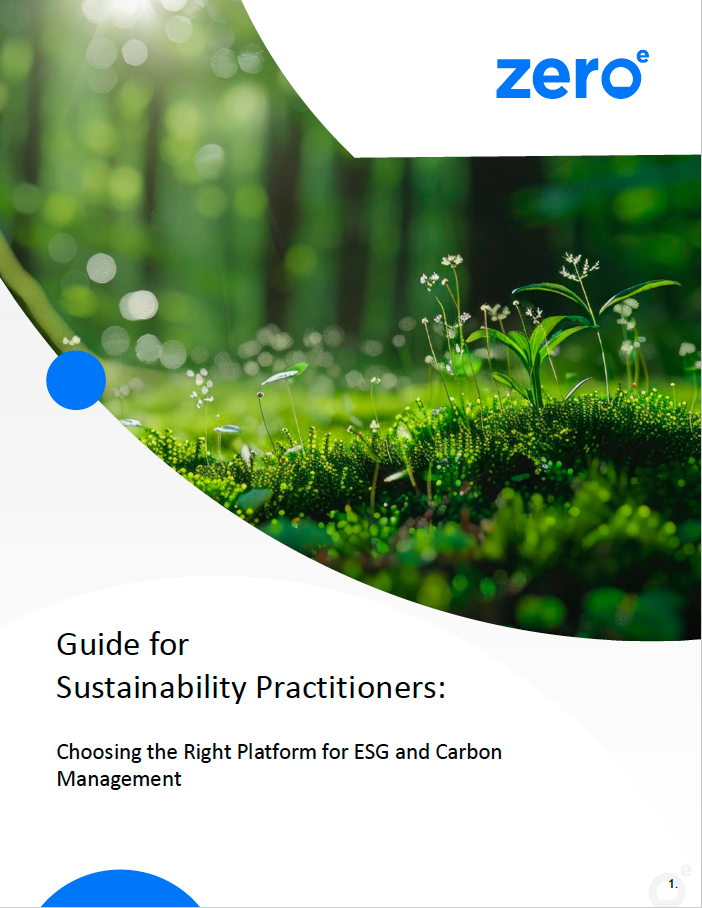 zero
e
Guide for
Sustainability Practitioners:
Choosing the Right Platform for ESG and Carbon
Management
e
1.